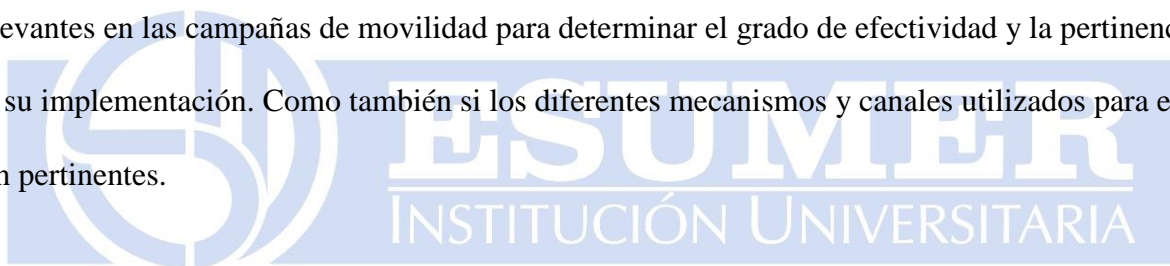 evantes en las campañas de movilidad para determinar el grado de efectividad y la pertinenc
su implementación. Como también si los diferentes mecanismos y canales utilizados para e
n pertinentes.
ESUMER
INSTITUCIÓN UNIVERSITARIA